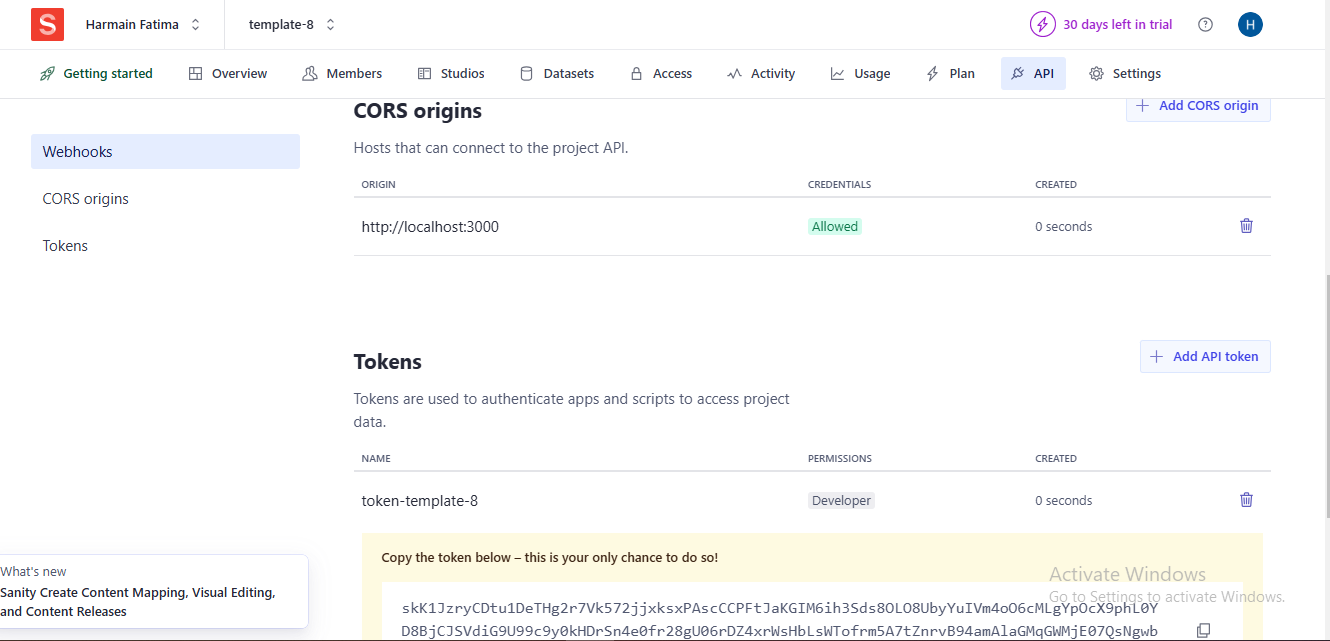 S Harmain Fatima template-8 30 days left in trial ? H
Getting started Overview Members Studios Datasets Access Activity Usage Plan API Settings
CORS origins + Add CORS origin
Webhooks
Hosts that can connect to the project API.
ORIGIN CREDENTIALS CREATED
CORS origins
http://localhost:3000 Allowed 0 seconds
Tokens
Tokens + Add API token
Tokens are used to authenticate apps and scripts to access project
data.
NAME PERMISSIONS CREATED
token-template-8 Developer 0 seconds
Copy the token below – this is your only chance to do so!
What's new
Sanity Create Content Mapping, Visual Editing,
and Content Releases
Activate Windows
Go to Settings to activate Windows.
skK1JzryCDtu1DeTHg2r7Vk572jjxksxPAscCCPFtJaKGIM6ih3Sds8OLO8UbyYuIVm4oO6cMLgYpOcX9phL0Y
D8BjCJSVdiG9U99c9y0kHDrSn4e0fr28gU06rDZ4xrWsHbLsWTofrm5A7tZnrvB94amAlaGMqGWMjE07QsNgwb